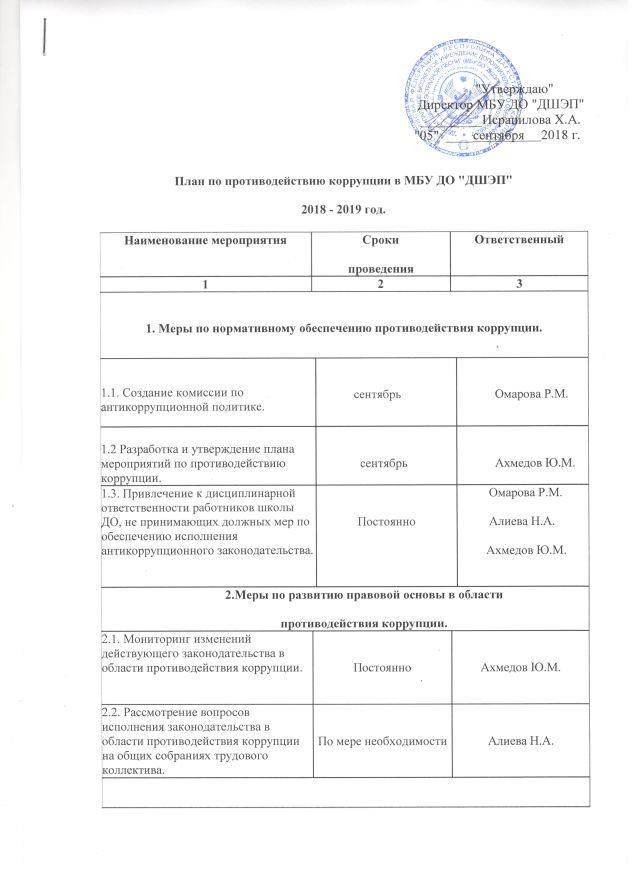 "Утверждаю"
Директор МБУ ДО "ДШЭП"
Исрапилова Х.А.
"05" сентября 2018 г.
План по противодействию коррупции в МБУ ДО "ДШЭП"
2018 - 2019 год.
Наименование мероприятия
Сроки
проведения
Ответственный
1
2
3
1. Меры по нормативному обеспечению противодействия коррупции.
1.1. Создание комиссии по
антикоррупционной политике.
сентябрь
Омарова Р.М.
1.2 Разработка и утверждение плана
мероприятий по противодействию
коррупции.
сентябрь
Ахмедов Ю.М.
1.3. Привлечение к дисциплинарной
ответственности работников школы
ДО, не принимающих должных мер по
обеспечению исполнения
антикоррупционного законодательства.
Постоянно
Омарова Р.М.
Алиева Н.А.
Ахмедов Ю.М.
2.Меры по развитию правовой основы в области
противодействия коррупции.
2.1. Мониторинг изменений
действующего законодательства в
области противодействия коррупции.
Постоянно
Ахмедов Ю.М.
2.2. Рассмотрение вопросов
исполнения законодательства в
области противодействия коррупции
на общих собраниях трудового
коллектива.
По мере необходимости
Алиева Н.А.